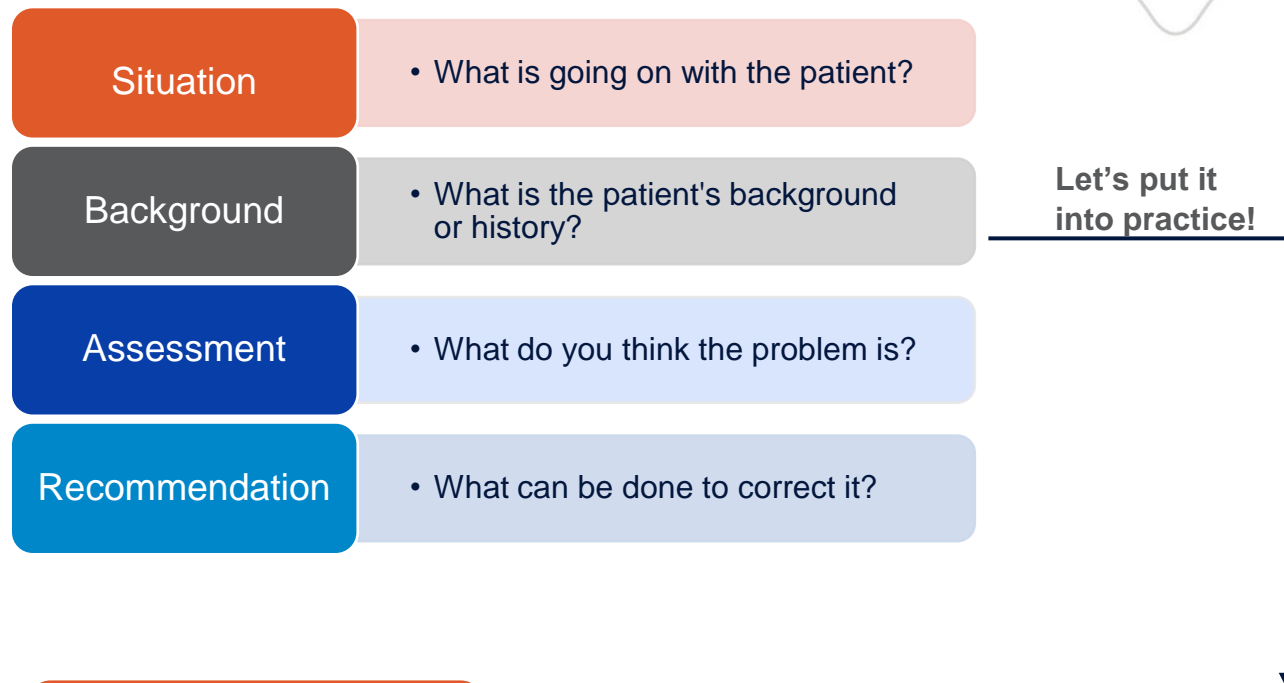 Situation
• What is going on with the patient?
Background
• What is the patient's background
or history?
Let’s put it
into practice!
Assessment
• What do you think the problem is?
Recommendation
• What can be done to correct it?